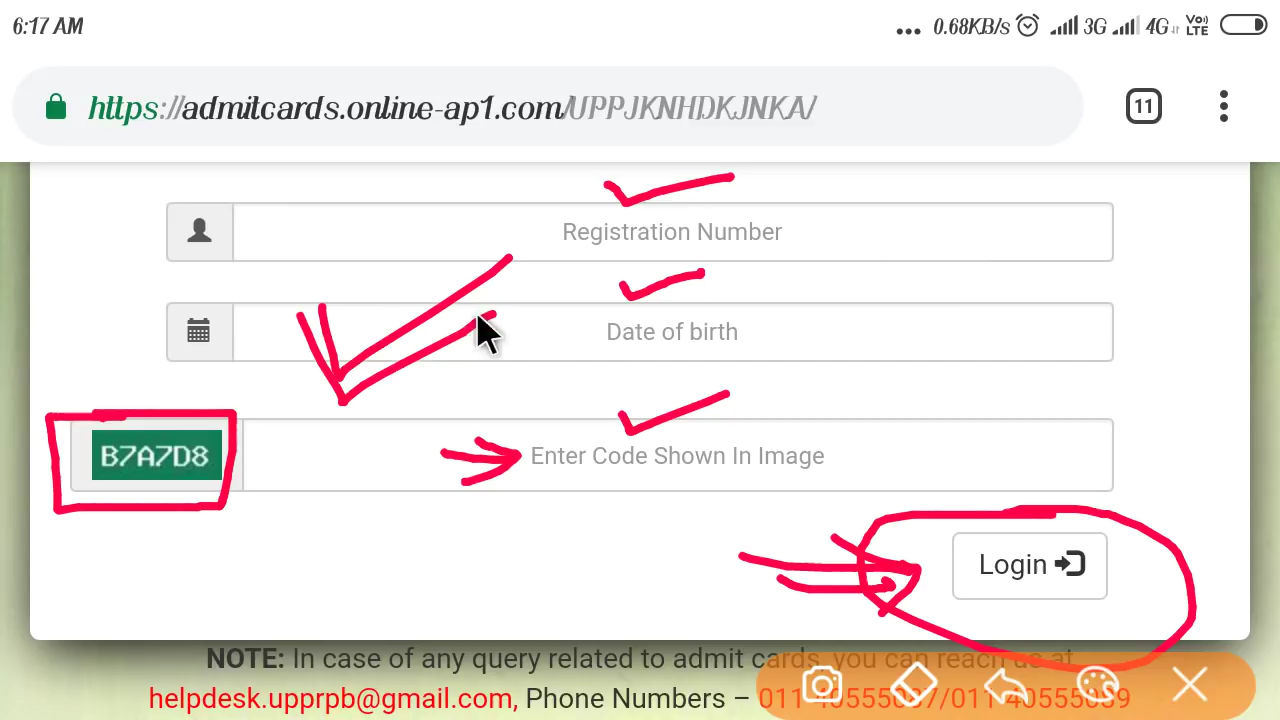 6:17 AM
... 0.68KB/s 3G 4G Vo)) LTE
https://admitcards.online-ap1.com/UPPJKNHDKJNKA/
11
Registration Number
Date of birth
B7A7D8
Enter Code Shown In Image
Login
NOTE: In case of any query related to admit cards, you can reach us at
helpdesk.upprpb@gmail.com, Phone Numbers –